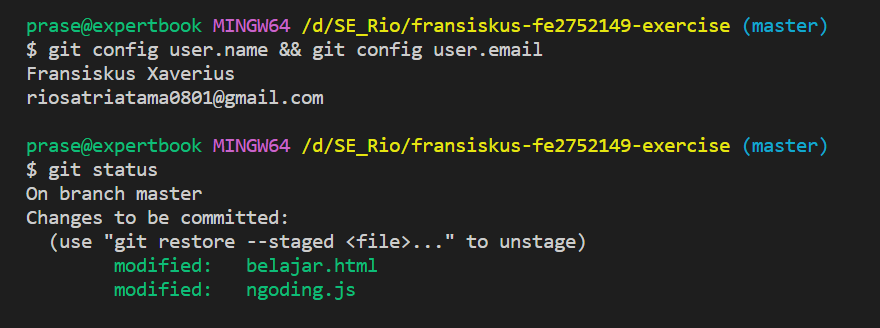 prase@expertbook MINGW64 /d/SE_Rio/fransiskus-fe2752149-exercise (master)
$ git config user.name && git config user.email
Fransiskus Xaverius
riosatriatama0801@gmail.com
prase@expertbook MINGW64 /d/SE_Rio/fransiskus-fe2752149-exercise (master)
$ git status
On branch master
Changes to be committed:
  (use "git restore --staged <file>..." to unstage)
        modified:   belajar.html
        modified:   ngoding.js